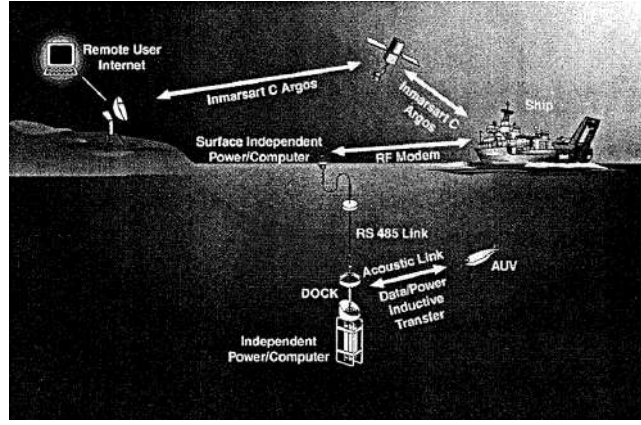 Remote User
Internet
Inmarsart C Argos
Inmarsart C
Argos
Ship
Surface Independent
Power/Computer
RF Modem
RS 485 Link
Acoustic Link
AUV
DOCK
Data/Power
Inductive
Transfer
Independent
Power/Computer